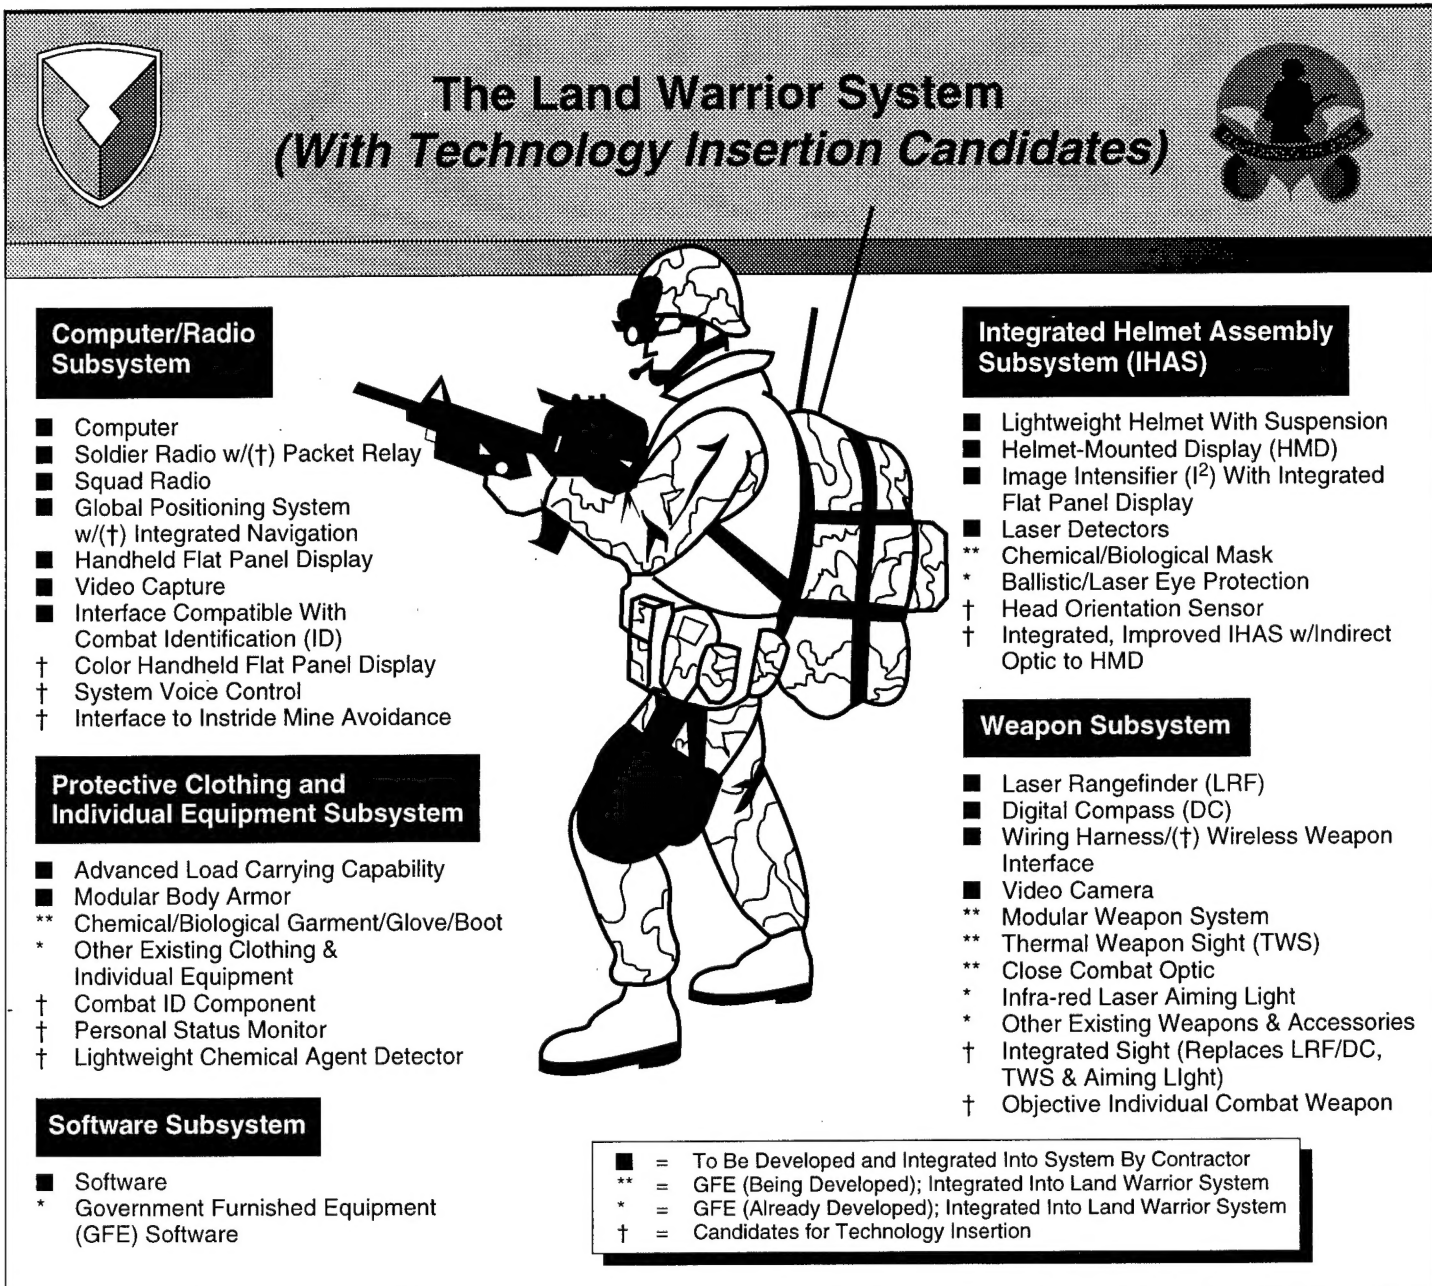 The Land Warrior System
(With Technology Insertion Candidates)
Computer/Radio
Subsystem
■ Computer
■ Soldier Radio w/(†) Packet Relay
■ Squad Radio
■ Global Positioning System
w/(†) Integrated Navigation
■ Handheld Flat Panel Display
■ Video Capture
■ Interface Compatible With
Combat Identification (ID)
† Color Handheld Flat Panel Display
† System Voice Control
† Interface to Instride Mine Avoidance
Protective Clothing and
Individual Equipment Subsystem
■ Advanced Load Carrying Capability
■ Modular Body Armor
** Chemical/Biological Garment/Glove/Boot
* Other Existing Clothing &
Individual Equipment
† Combat ID Component
† Personal Status Monitor
† Lightweight Chemical Agent Detector
Software Subsystem
■ Software
* Government Furnished Equipment
(GFE) Software
Integrated Helmet Assembly
Subsystem (IHAS)
■ Lightweight Helmet With Suspension
■ Helmet-Mounted Display (HMD)
■ Image Intensifier (I²) With Integrated
Flat Panel Display
■ Laser Detectors
** Chemical/Biological Mask
* Ballistic/Laser Eye Protection
† Head Orientation Sensor
† Integrated, Improved IHAS w/Indirect
Optic to HMD
Weapon Subsystem
■ Laser Rangefinder (LRF)
■ Digital Compass (DC)
■ Wiring Harness/(†) Wireless Weapon
Interface
■ Video Camera
** Modular Weapon System
** Thermal Weapon Sight (TWS)
** Close Combat Optic
* Infra-red Laser Aiming Light
* Other Existing Weapons & Accessories
† Integrated Sight (Replaces LRF/DC,
TWS & Aiming LIght)
† Objective Individual Combat Weapon
■ = To Be Developed and Integrated Into System By Contractor
** = GFE (Being Developed); Integrated Into Land Warrior System
* = GFE (Already Developed); Integrated Into Land Warrior System
† = Candidates for Technology Insertion